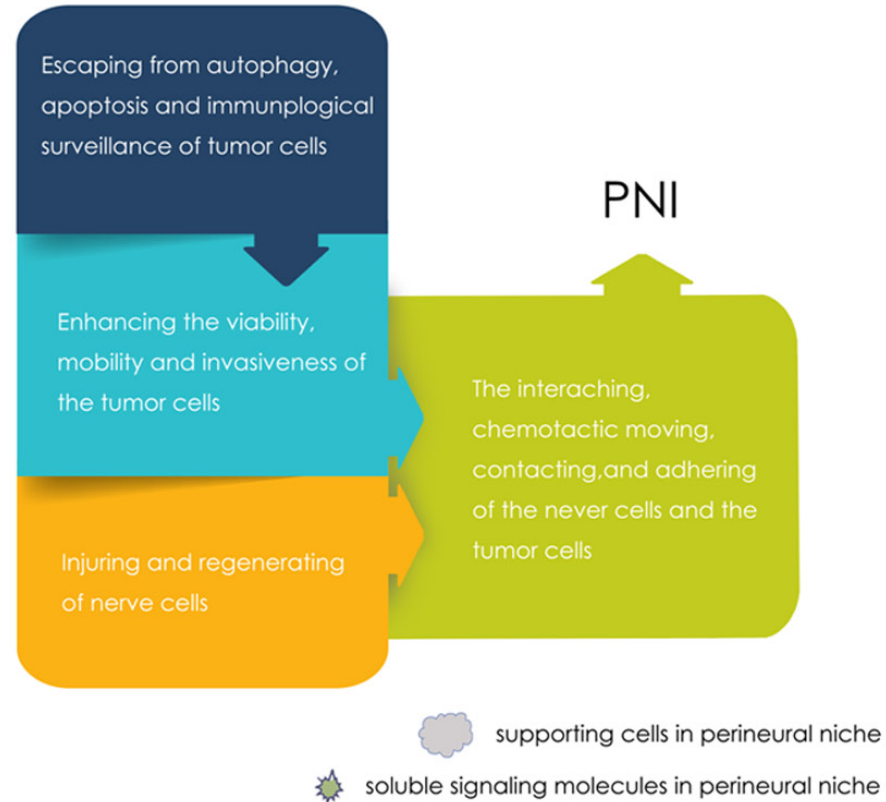 Escaping from autophagy,
apoptosis and immunplogical
surveillance of tumor cells
PNI
Enhancing the viability,
mobility and invasiveness of
the tumor cells
The interaching,
chemotactic moving,
contacting,and adhering
of the never cells and the
tumor cells
Injuring and regenerating
of nerve cells
supporting cells in perineural niche
soluble signaling molecules in perineural niche